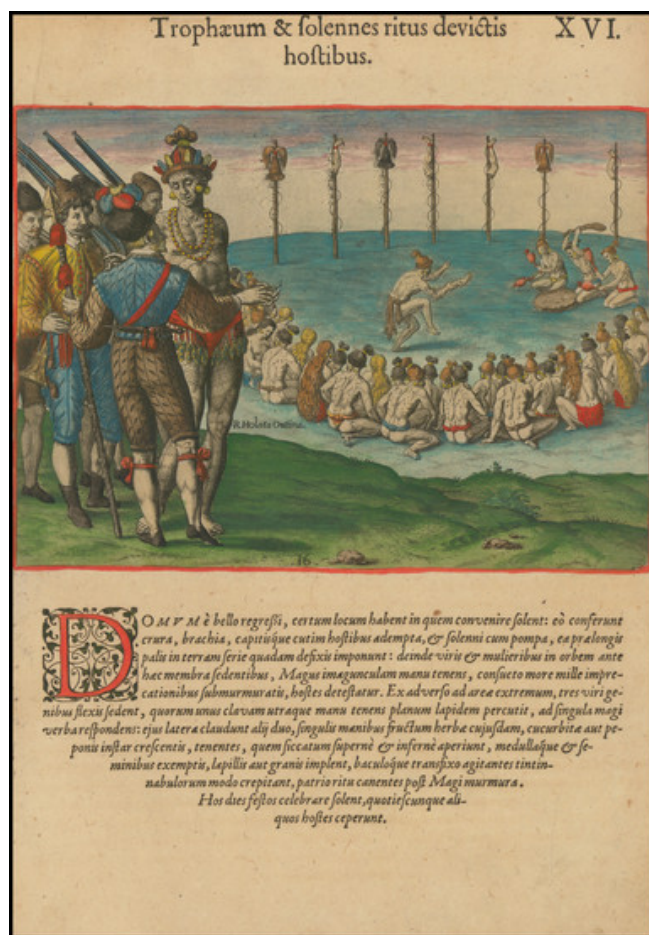 Trophæum & ſolennes ritus devictis
XVI.
hoſtibus.
R. Holata Outina.
16.
DOMVM è bello regreſſi, certum locum habent in quem convenire ſolent: eò conferunt
crura, brachia, capitiſque cutim hoſtibus adempta, & ſolenni cum pompa, ea prælongis
palis in terram ſerie quadam defixis imponunt: deinde viris & mulieribus in orbem ante
hæc membra ſedentibus, Magus imagunculam manu tenens, conſueto more mille impre-
cationibus ſubmurmuratis, hoſtes deteſtatur. Ex adverſo ad areæ extremum, tres viri ge-
nibus flexis ſedent, quorum unus clavam utraque manu tenens planum lapidem percutit, ad ſingula magi
verba reſpondens: ejus latera claudunt alij duo, ſingulis manibus fructum herbæ cujuſdam, cucurbitæ aut pe-
ponis inſtar creſcentis, tenentes, quem ſiccatum ſupernè & infernè aperiunt, medullaque & ſe-
minibus exemptis, lapillis aut granis implent, baculoque transfixo agitantes tintin-
nabulorum modo crepitant, patrio ritu canentes poſt Magi murmura.
Hos dies feſtos celebrare ſolent, quotieſcunque ali-
quos hoſtes ceperunt.